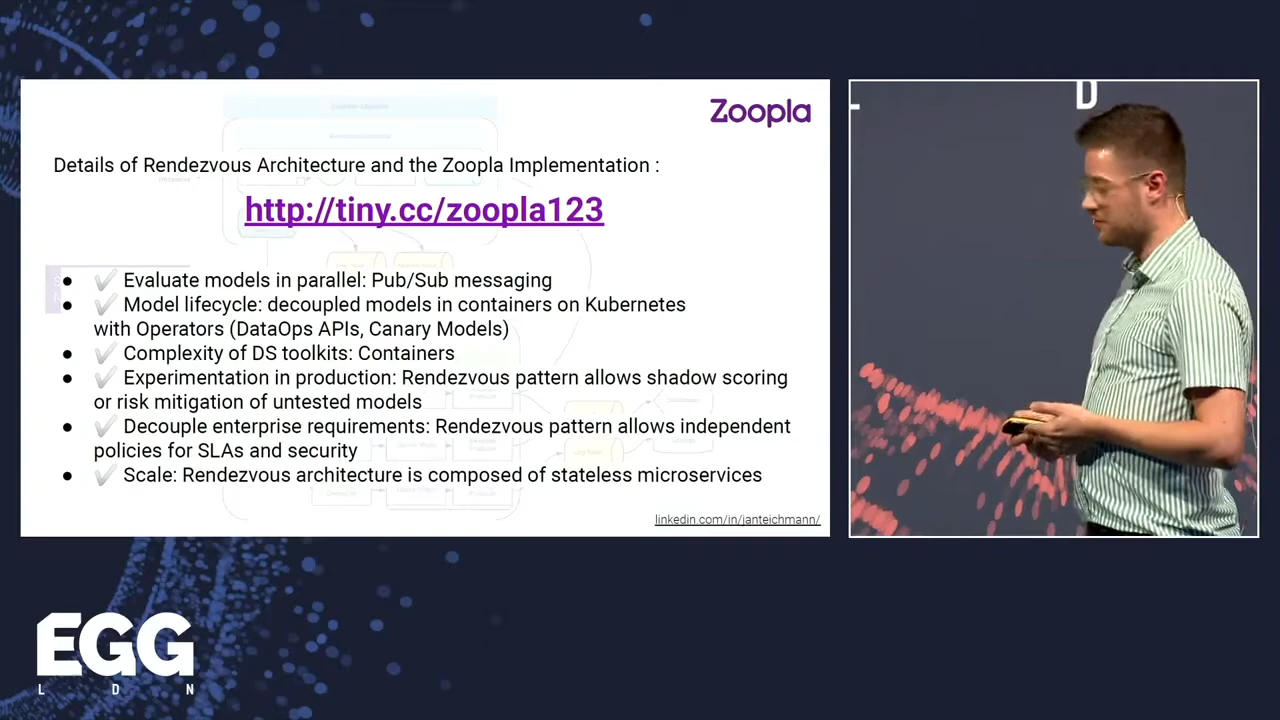 Zoopla
Details of Rendezvous Architecture and the Zoopla Implementation :
http://tiny.cc/zoopla123
● ✔ Evaluate models in parallel: Pub/Sub messaging
● ✔ Model lifecycle: decoupled models in containers on Kubernetes
with Operators (DataOps APIs, Canary Models)
● ✔ Complexity of DS toolkits: Containers
● ✔ Experimentation in production: Rendezvous pattern allows shadow scoring
or risk mitigation of untested models
● ✔ Decouple enterprise requirements: Rendezvous pattern allows independent
policies for SLAs and security
● ✔ Scale: Rendezvous architecture is composed of stateless microservices
linkedin.com/in/janteichmann/
D
EGG
L D N